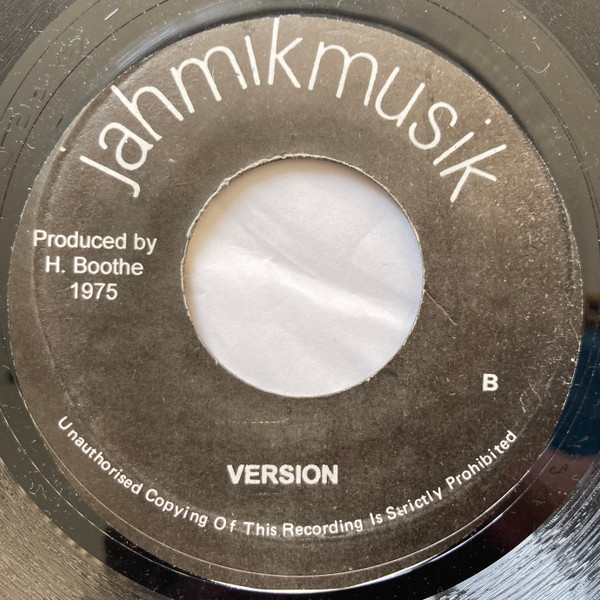 jahmikmusik
Produced by
H. Boothe
1975
B
VERSION
Unauthorised Copying Of This Recording Is Strictly Prohibited